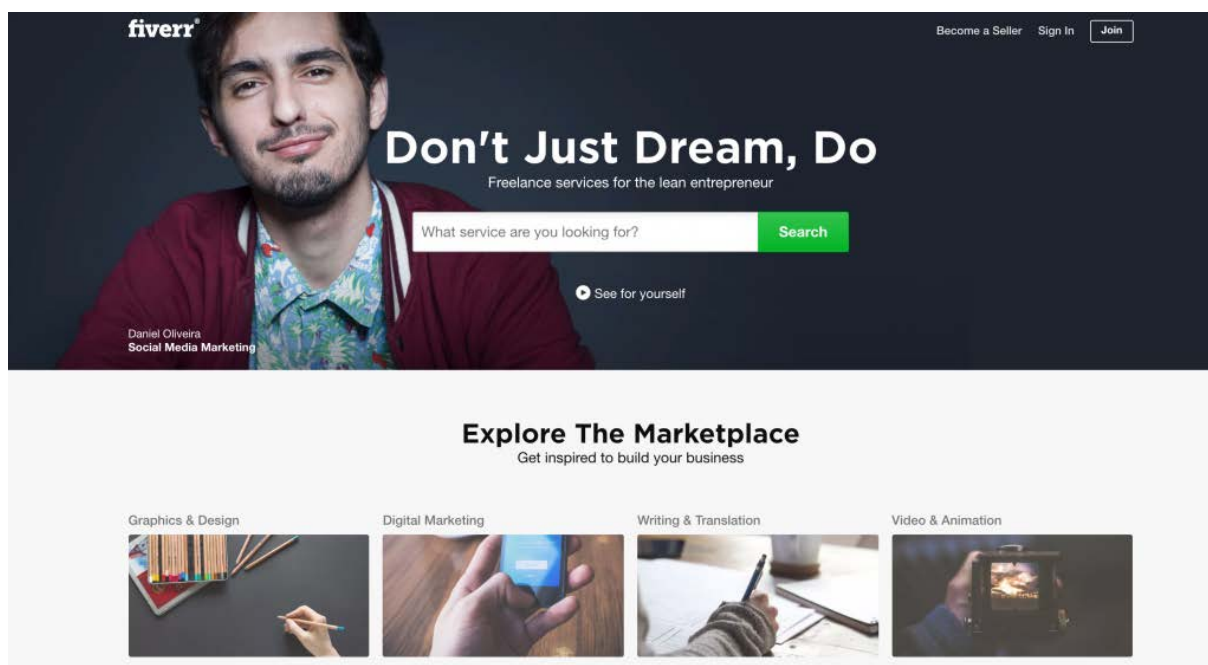 fiverr®
Become a Seller Sign In Join
Don't Just Dream, Do
Freelance services for the lean entrepreneur
What service are you looking for? Search
See for yourself
Daniel Oliveira
Social Media Marketing
Explore The Marketplace
Get inspired to build your business
Graphics & Design Digital Marketing Writing & Translation Video & Animation